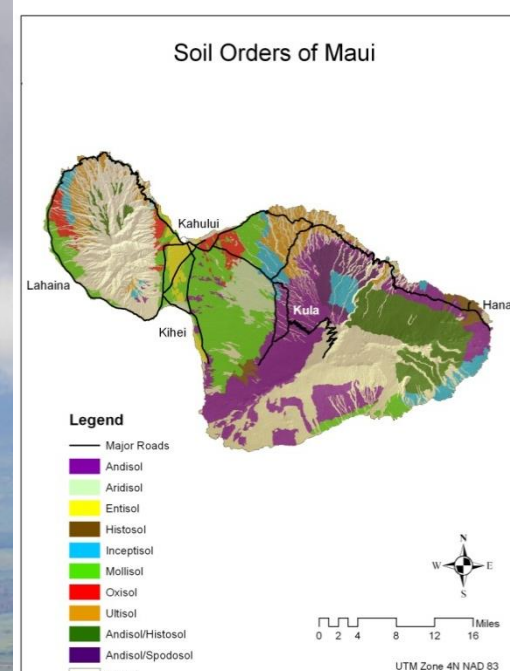 Soil Orders of Maui
Kahului
Lahaina
Hana
Kula
Kihei
Legend
Major Roads
Andisol
Aridisol
Entisol
Histosol
Inceptisol
Mollisol
Oxisol
Ultisol
Andisol/Histosol
Andisol/Spodosol
N
W E
S
Miles
0 2 4 8 12 16
UTM Zone 4N NAD 83